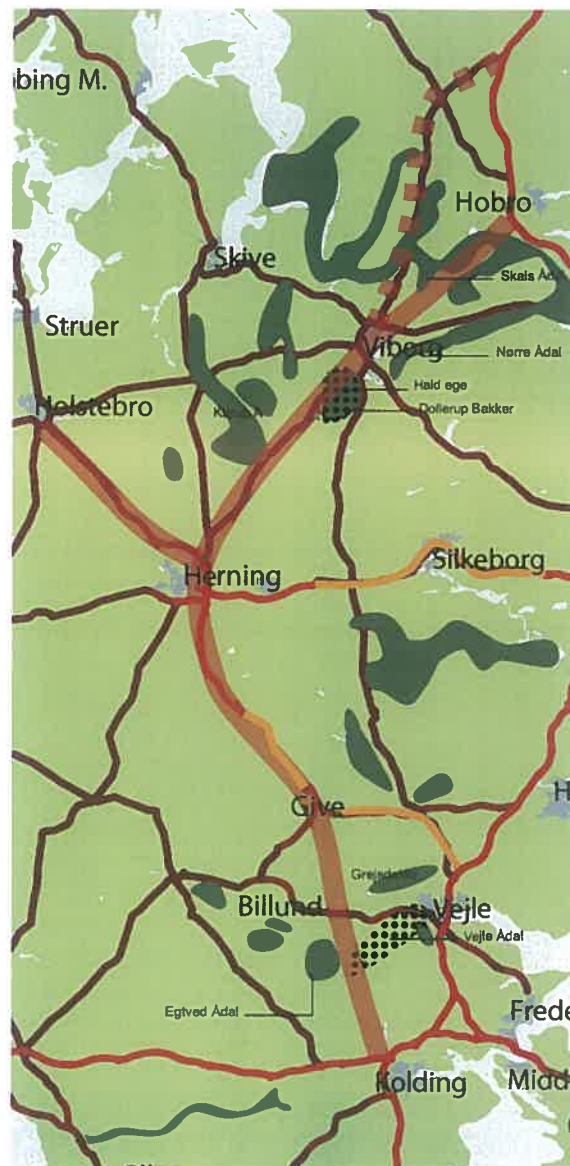 bing M.
Hobro
Skive
Skals Åd
Struer
Viborg
Nørre Ådal
Hald ege
Holstebro
Dollerup Bakker
Silkeborg
Herning
H
Give
Billund
Vejle
Vejle Ådal
Egtved Ådal
Frede
Kolding
Midd